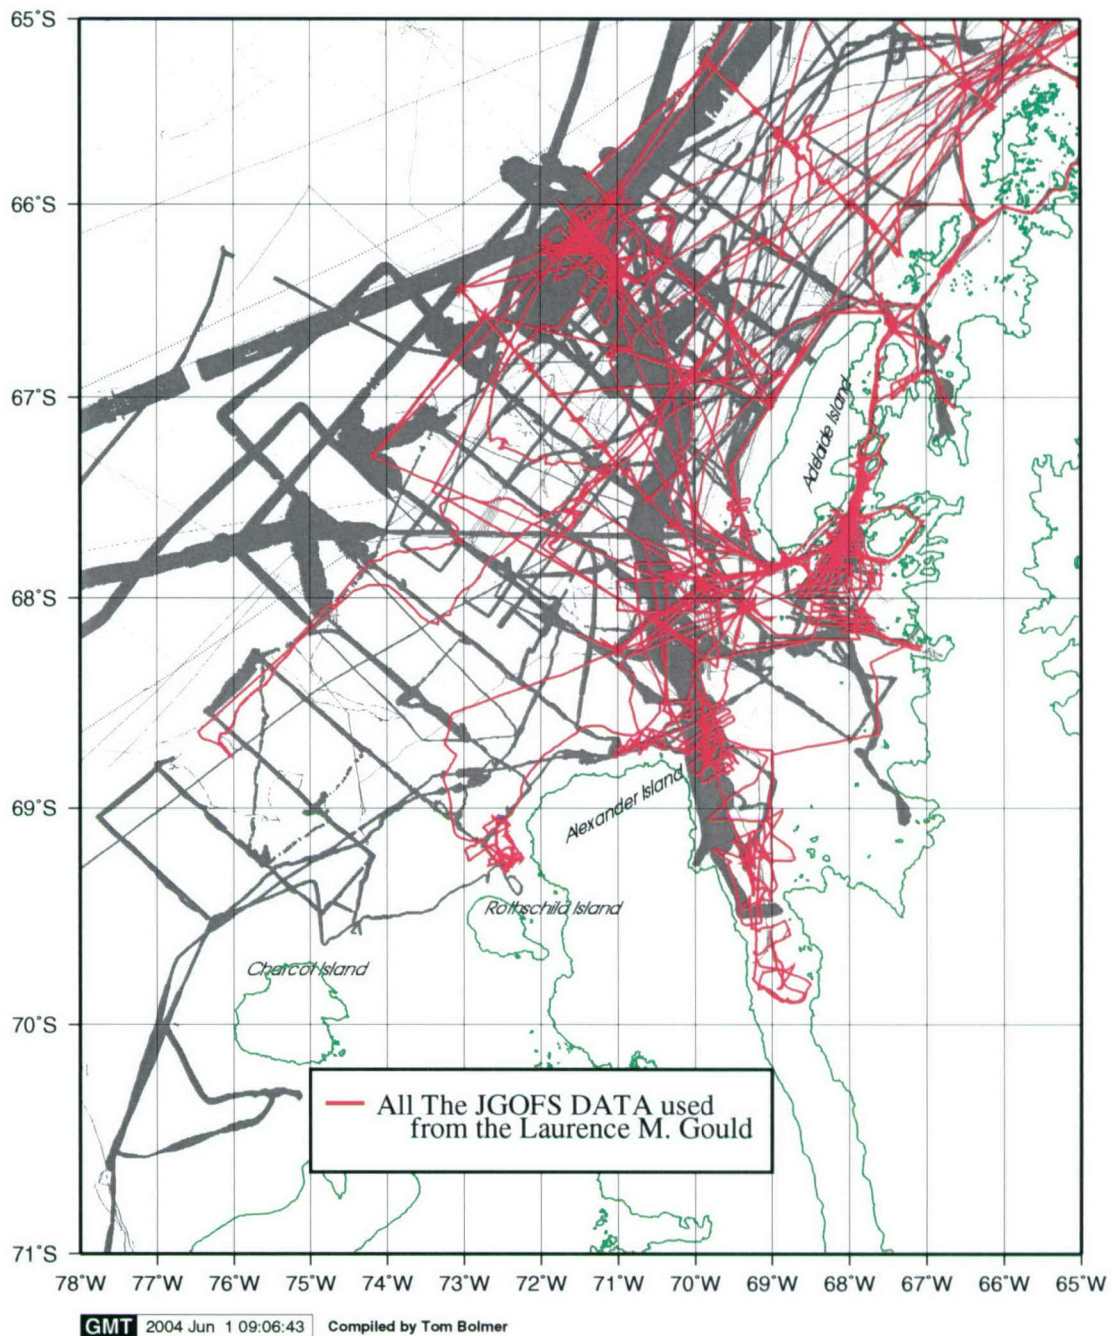 65°S
66°S
67°S
68°S
69°S
70°S
71°S
Adelaide Island
Alexander Island
Rothschild Island
Charcot Island
All The JGOFS DATA used
from the Laurence M. Gould
78°W 77°W 76°W 75°W 74°W 73°W 72°W 71°W 70°W 69°W 68°W 67°W 66°W 65°W
GMT 2004 Jun 1 09:06:43 Compiled by Tom Bolmer